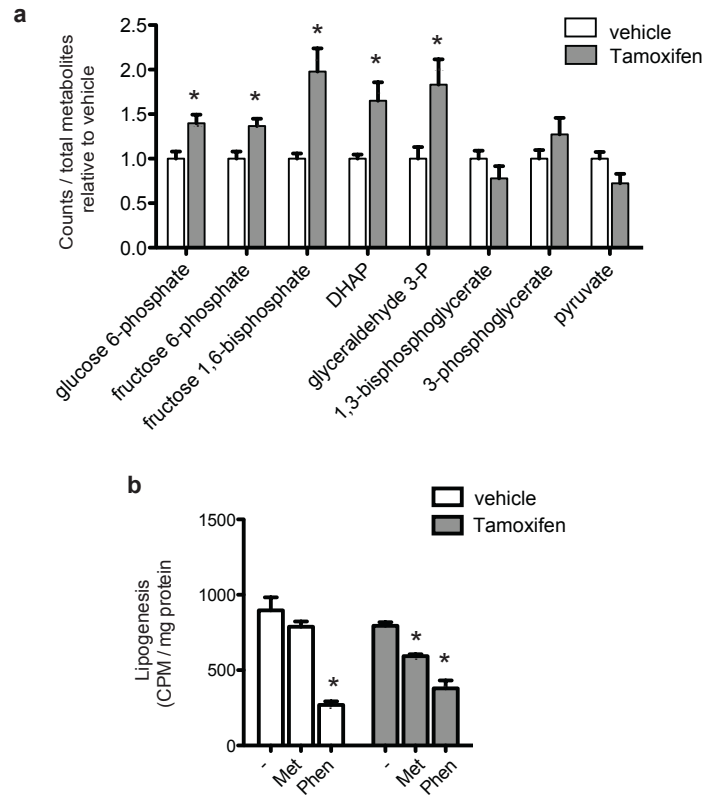 a
Counts / total metabolites
relative to vehicle
2.5
2.0
1.5
1.0
0.5
0.0
* * * * *
vehicle
Tamoxifen
glucose 6-phosphate
fructose 6-phosphate
fructose 1,6-bisphosphate
DHAP
glyceraldehyde 3-P
1,3-bisphosphoglycerate
3-phosphoglycerate
pyruvate
b
vehicle
Tamoxifen
Lipogenesis
(CPM / mg protein
1500
1000
500
0
* * *
- Met Phen - Met Phen